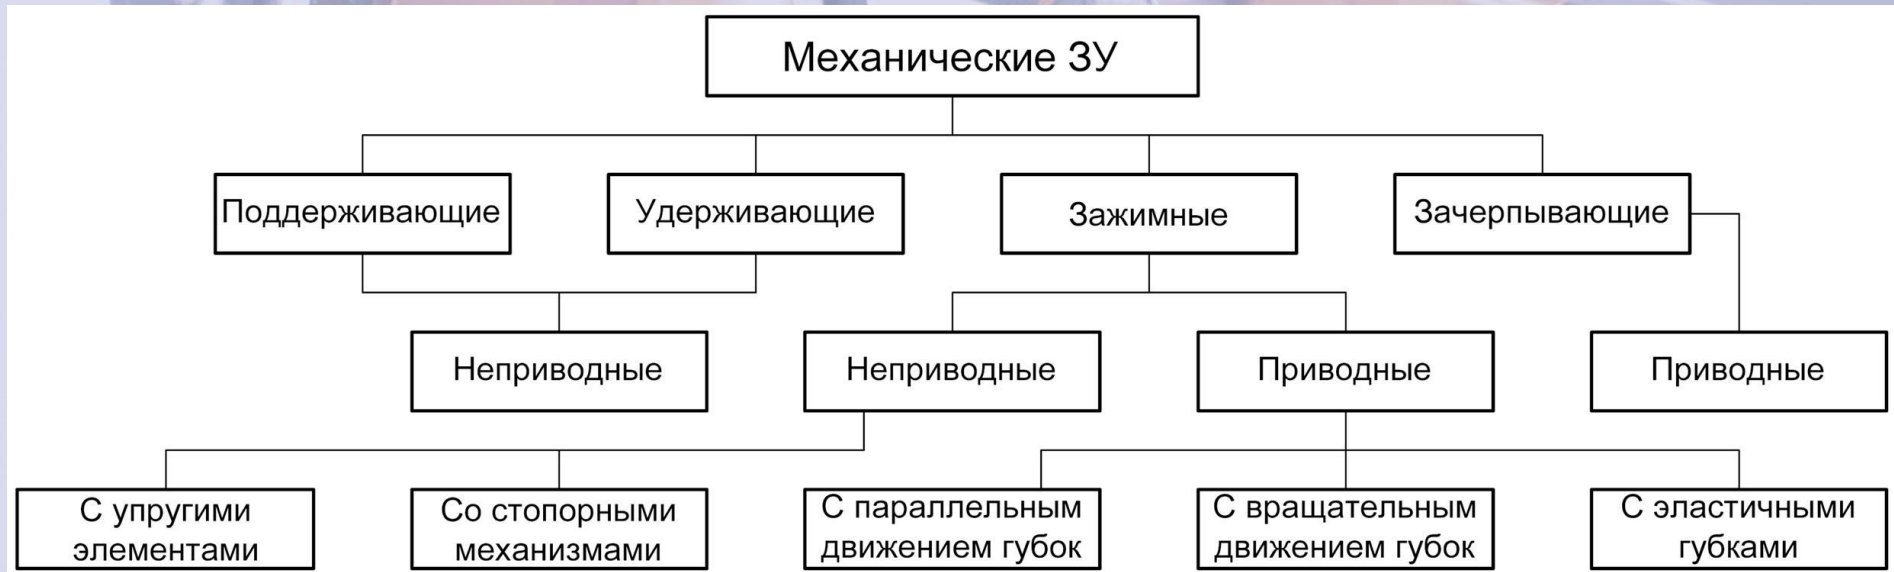 Механические ЗУ
Поддерживающие
Удерживающие
Зажимные
Зачерпывающие
Неприводные
Неприводные
Приводные
Приводные
С упругими
элементами
Со стопорными
механизмами
С параллельным
движением губок
С вращательным
движением губок
С эластичными
губками